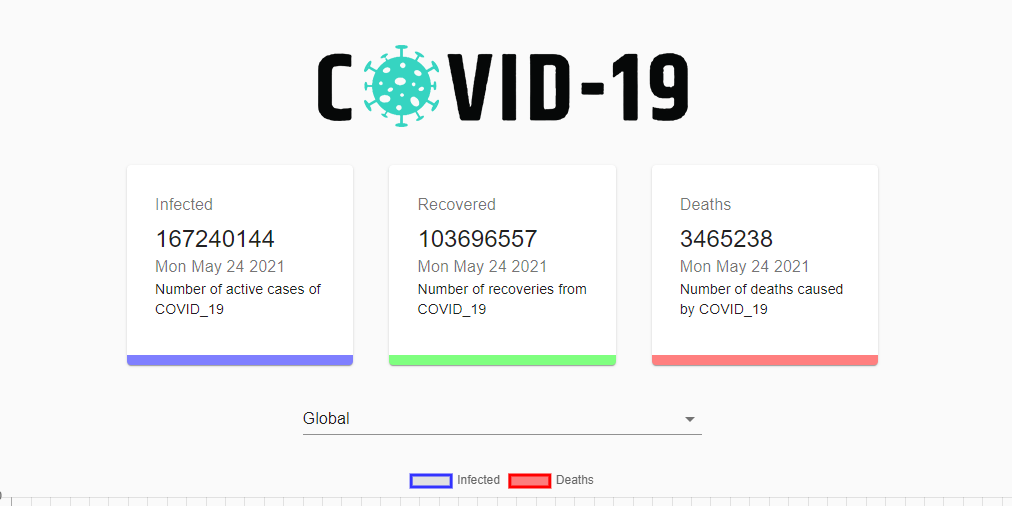 COVID-19
Infected
167240144
Mon May 24 2021
Number of active cases of
COVID_19
Recovered
103696557
Mon May 24 2021
Number of recoveries from
COVID_19
Deaths
3465238
Mon May 24 2021
Number of deaths caused
by COVID_19
Global
Infected Deaths